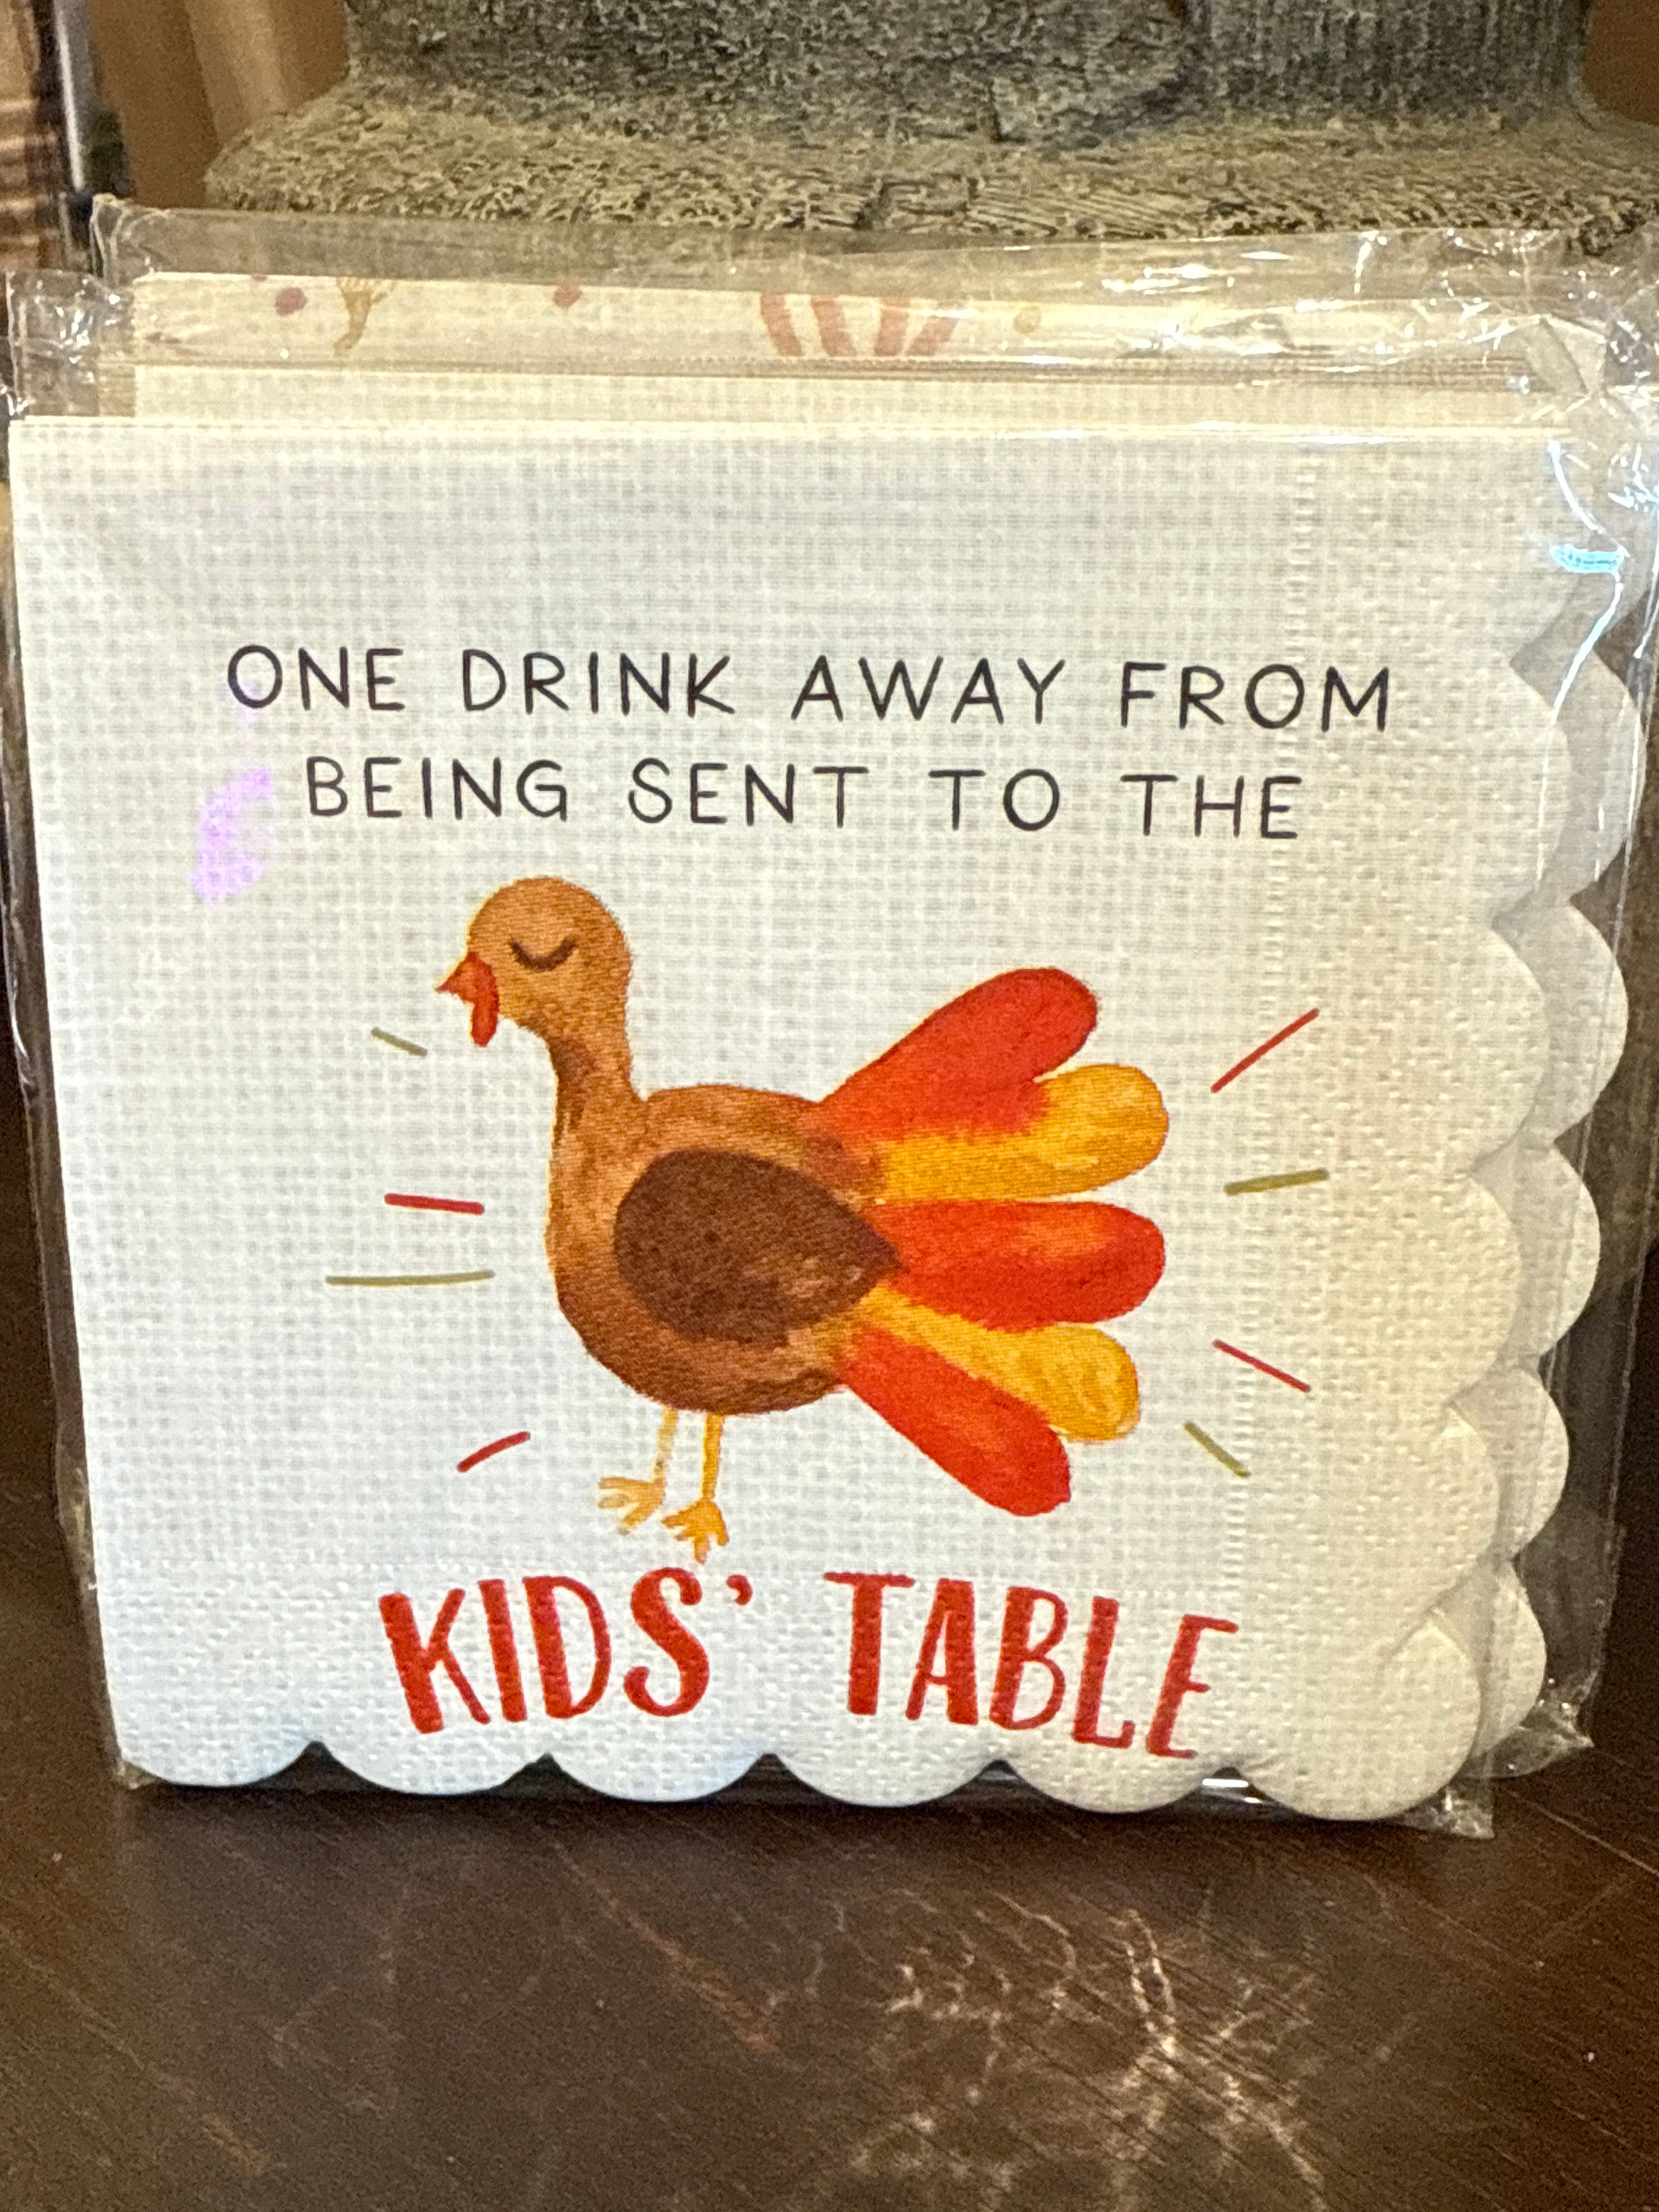 ONE DRINK AWAY FROM
BEING SENT TO THE
KIDS' TABLE